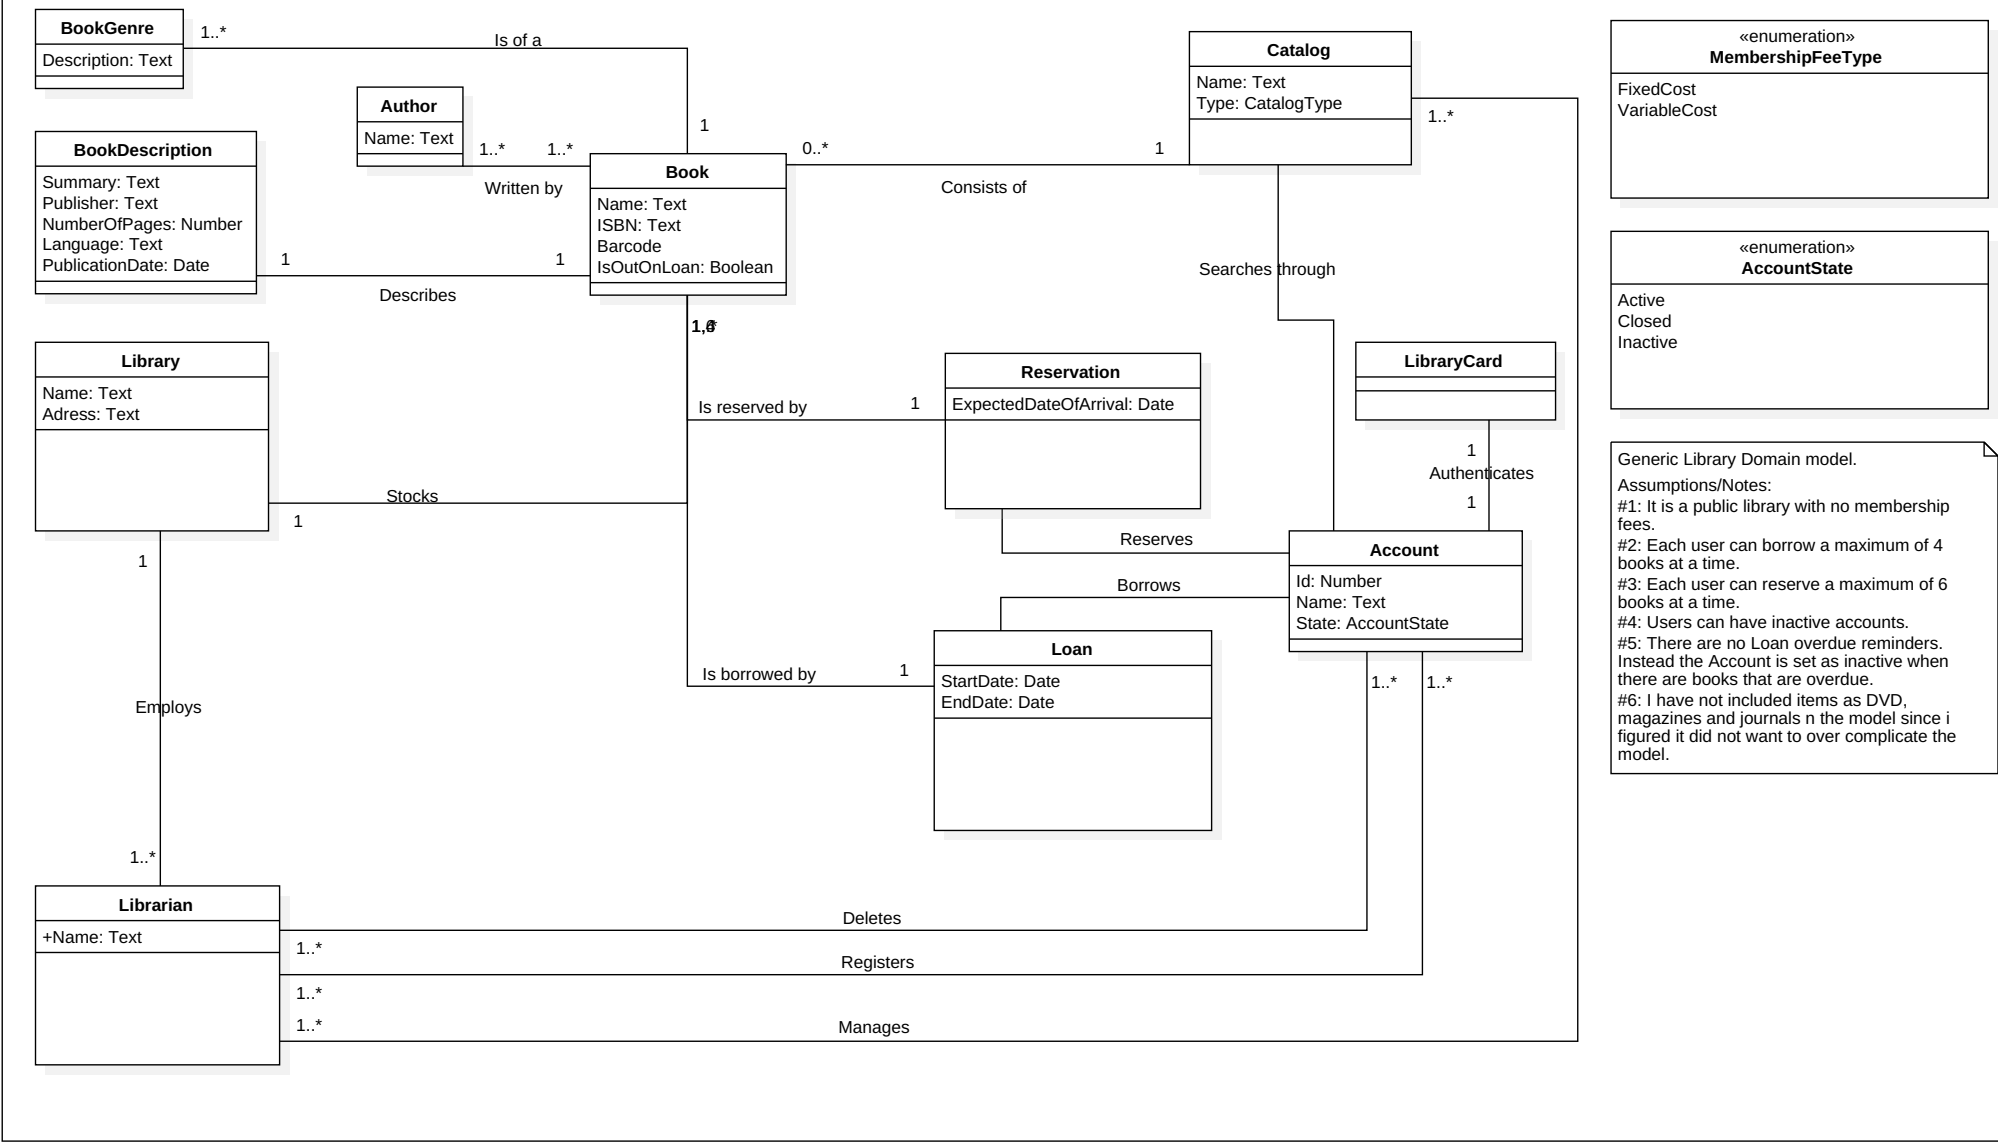 BookGenre
Description: Text
1..*
Is of a
1
Author
Name: Text
1..*
1..*
Written by
BookDescription
Summary: Text
Publisher: Text
NumberOfPages: Number
Language: Text
PublicationDate: Date
1
1
Describes
Book
Name: Text
ISBN: Text
Barcode
IsOutOnLoan: Boolean
0..*
1
Consists of
Catalog
Name: Text
Type: CatalogType
1..*
Searches through
Library
Name: Text
Adress: Text
1
Stocks
1
Is reserved by
1
Reservation
ExpectedDateOfArrival: Date
LibraryCard
1
Authenticates
1
Reserves
Borrows
Account
Id: Number
Name: Text
State: AccountState
1..*
1..*
Is borrowed by
1
Loan
StartDate: Date
EndDate: Date
Employs
1..*
Librarian
+Name: Text
Deletes
1..*
Registers
1..*
1..*
Manages
«enumeration»
MembershipFeeType
FixedCost
VariableCost
«enumeration»
AccountState
Active
Closed
Inactive
Generic Library Domain model.
Assumptions/Notes:
#1: It is a public library with no membership
fees.
#2: Each user can borrow a maximum of 4
books at a time.
#3: Each user can reserve a maximum of 6
books at a time.
#4: Users can have inactive accounts.
#5: There are no Loan overdue reminders.
Instead the Account is set as inactive when
there are books that are overdue.
#6: I have not included items as DVD,
magazines and journals n the model since i
figured it did not want to over complicate the
model.